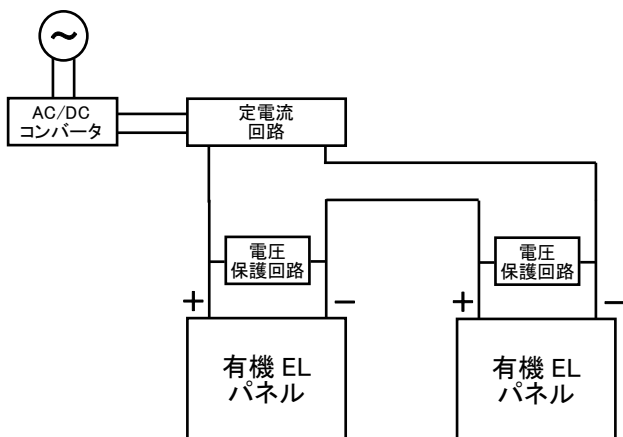 ~
AC/DC
コンバータ
定電流
回路
電圧
保護回路
電圧
保護回路
+
−
+
−
有機 EL
パネル
有機 EL
パネル